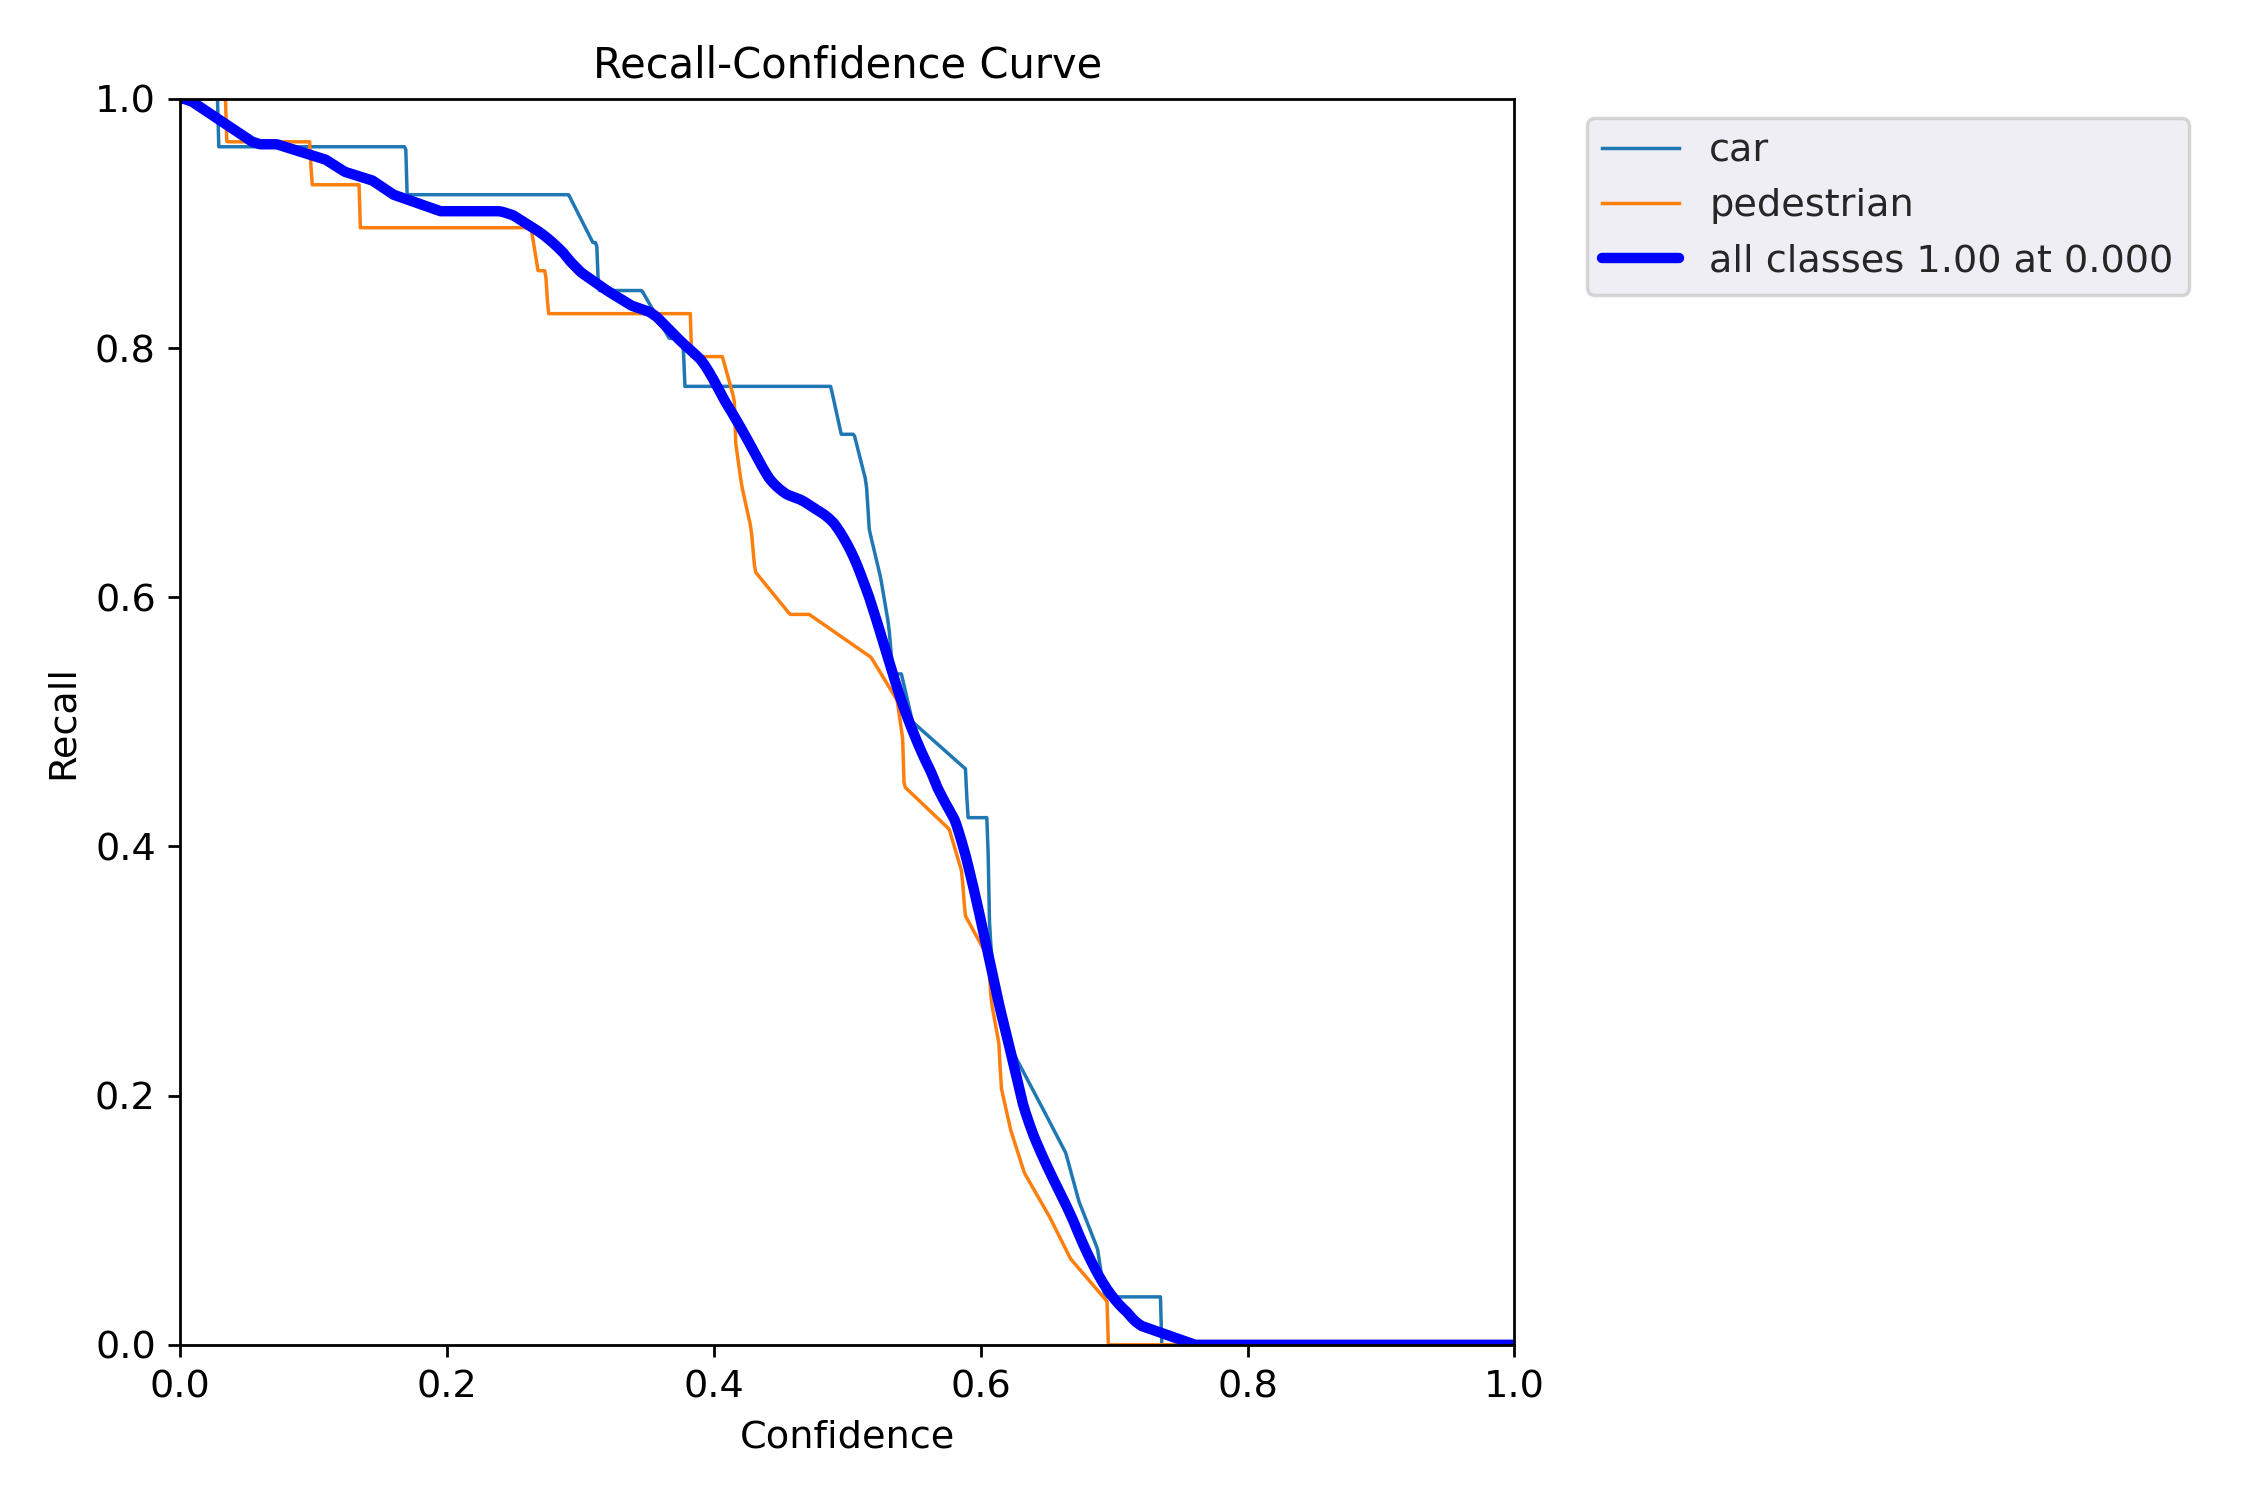 Recall-Confidence Curve
1.0
0.8
0.6
0.4
0.2
0.0
Recall
0.0 0.2 0.4 0.6 0.8 1.0
Confidence
car
pedestrian
all classes 1.00 at 0.000